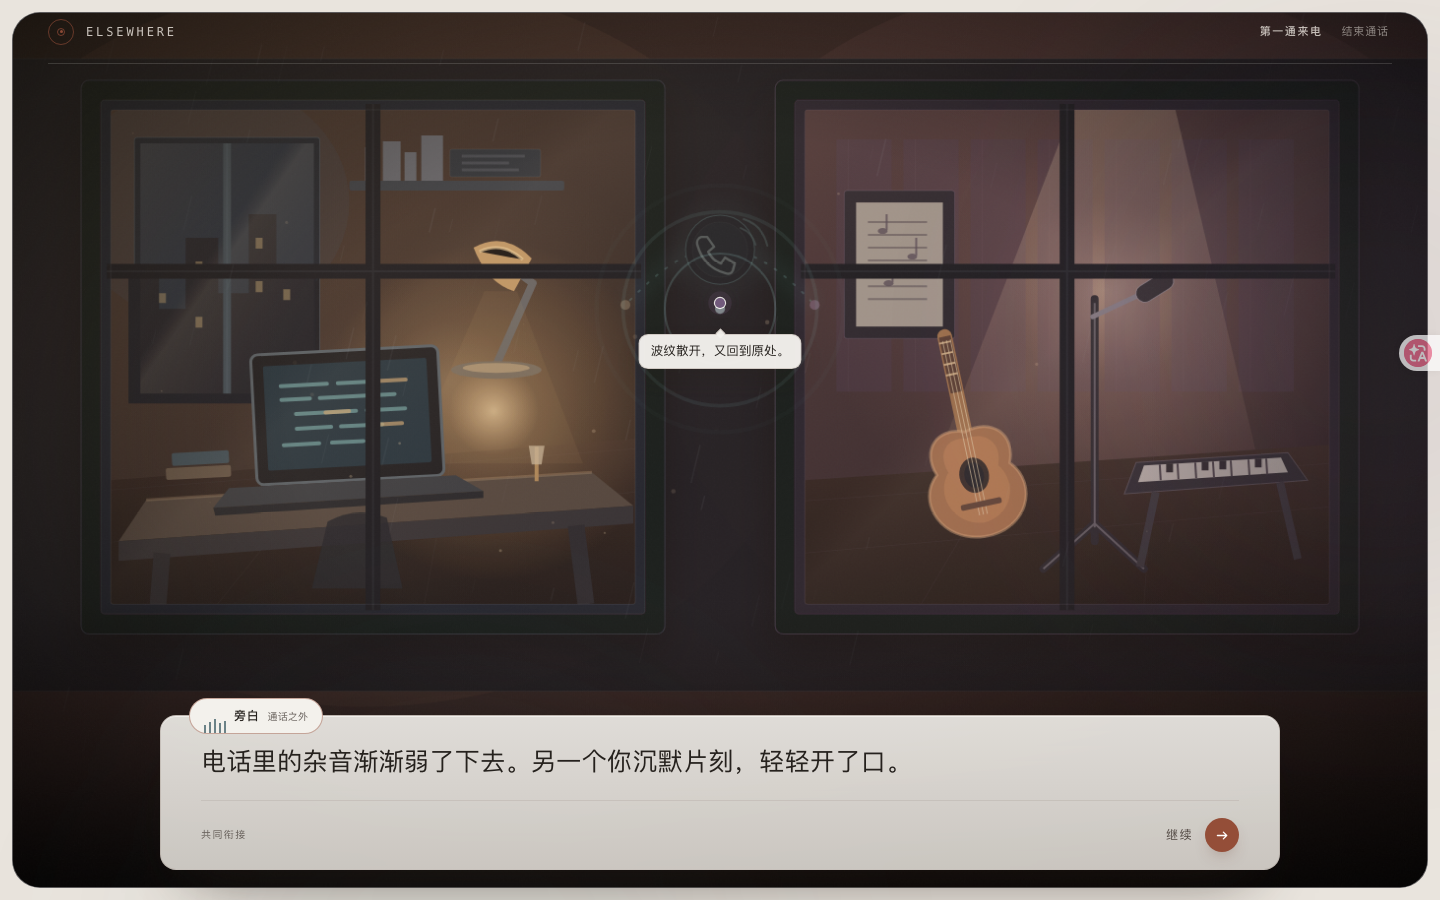 ELSEWHERE
第一通来电
结束通话
波纹散开，又回到原处。
旁白 通话之外
电话里的杂音渐渐弱了下去。另一个你沉默片刻，轻轻开了口。
共同衔接
继续